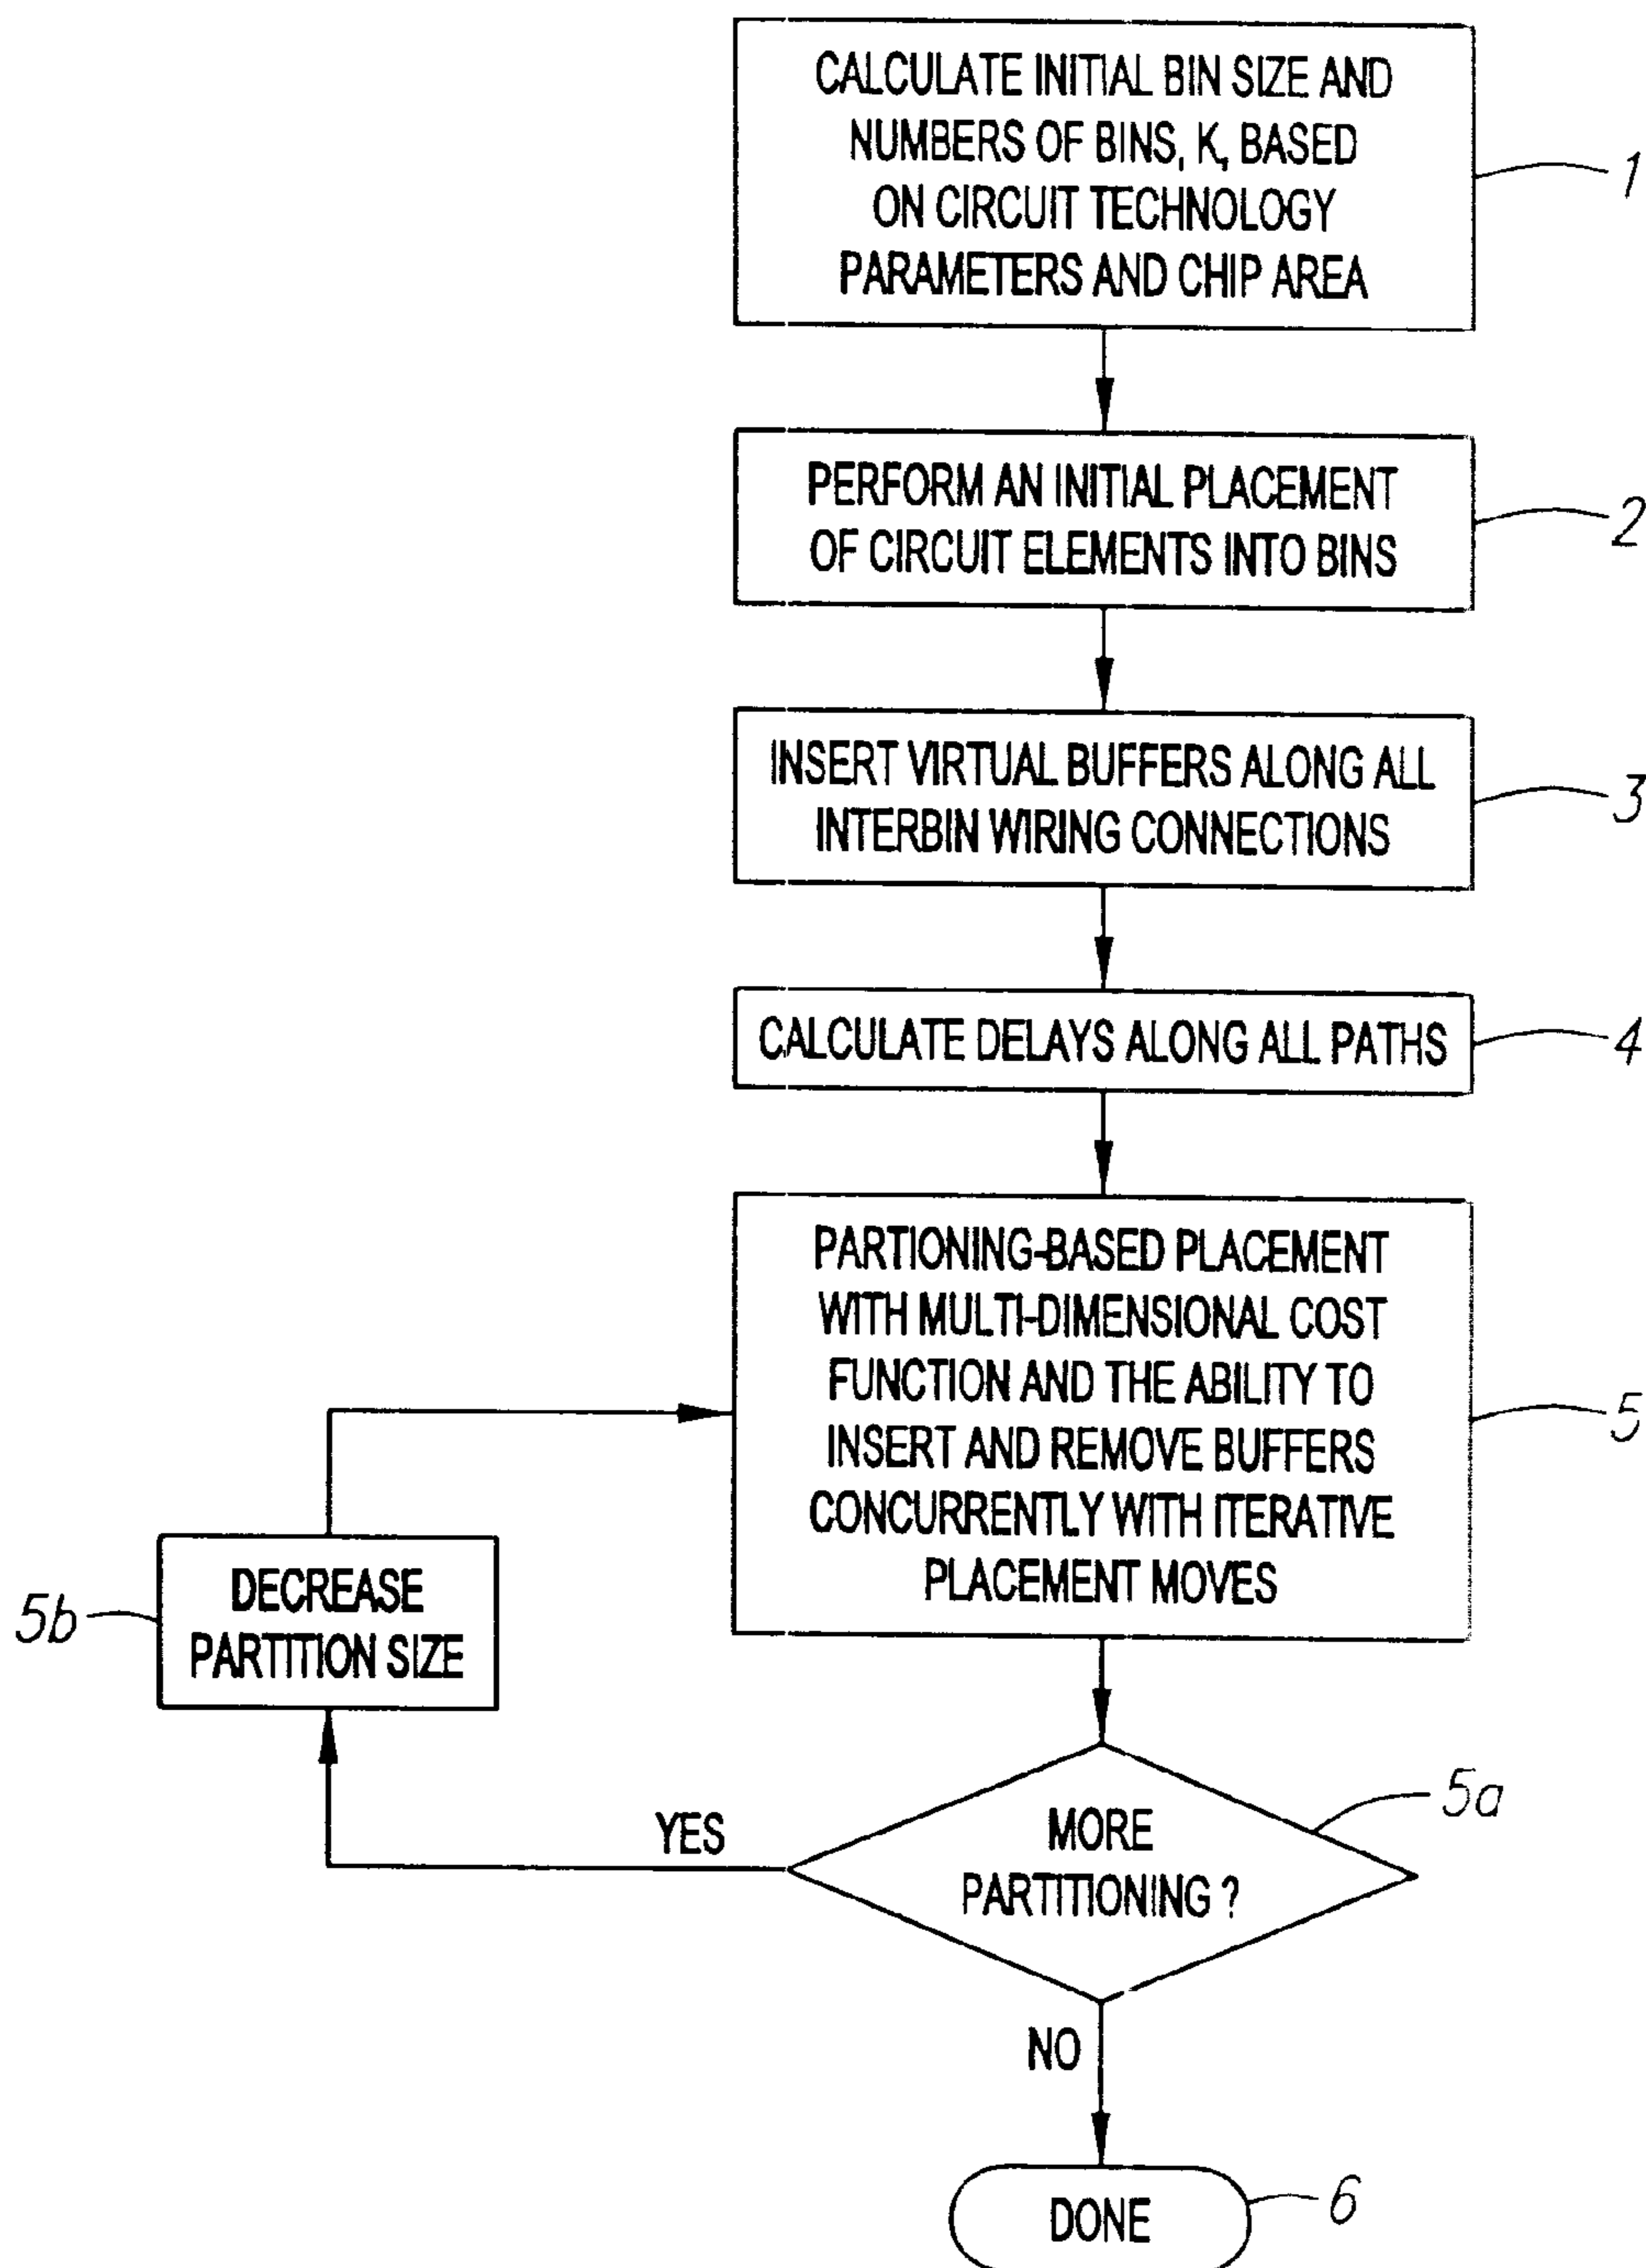 CALCULATE INITIAL BIN SIZE AND
NUMBERS OF BINS, K, BASED
ON CIRCUIT TECHNOLOGY
PARAMETERS AND CHIP AREA
1
PERFORM AN INITIAL PLACEMENT
OF CIRCUIT ELEMENTS INTO BINS
2
INSERT VIRTUAL BUFFERS ALONG ALL
INTERBIN WIRING CONNECTIONS
3
CALCULATE DELAYS ALONG ALL PATHS
4
PARTIONING-BASED PLACEMENT
WITH MULTI-DIMENSIONAL COST
FUNCTION AND THE ABILITY TO
INSERT AND REMOVE BUFFERS
CONCURRENTLY WITH ITERATIVE
PLACEMENT MOVES
5
5b
DECREASE
PARTITION SIZE
5a
YES
MORE
PARTITIONING ?
NO
DONE
6